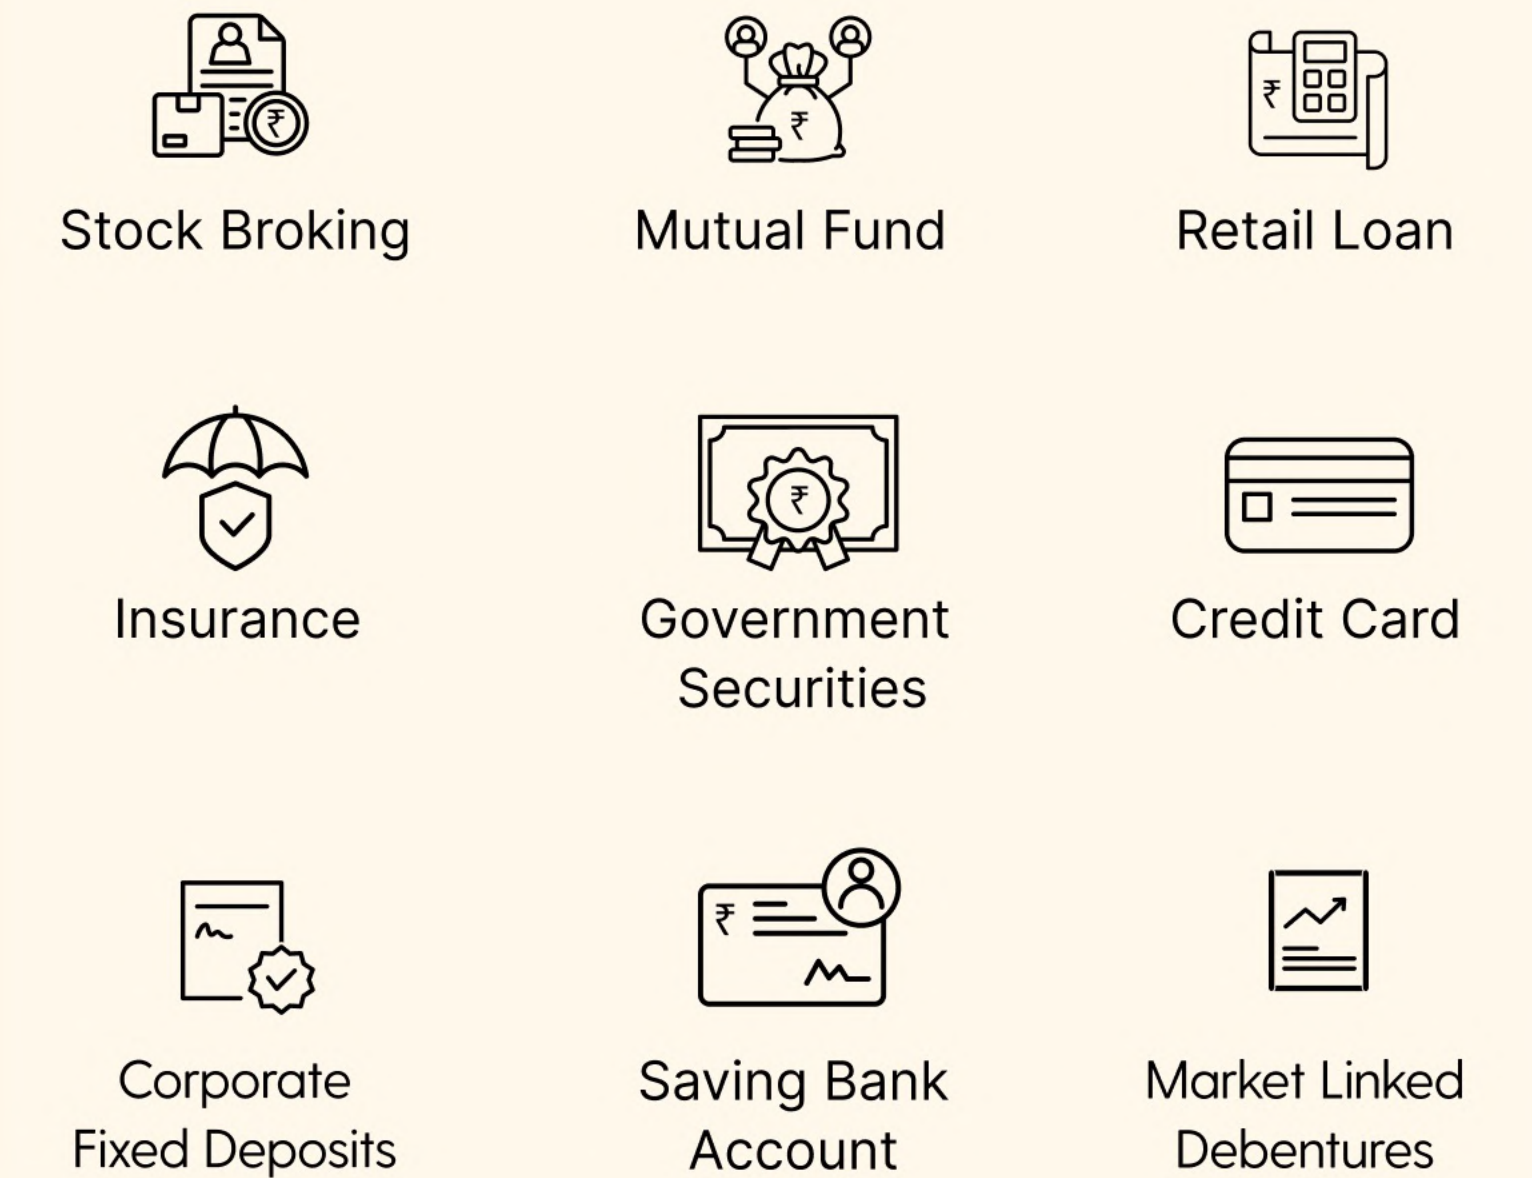 ₹
₹
₹
Stock Broking
Mutual Fund
Retail Loan
₹
Insurance
Government
Securities
Credit Card
₹
Corporate
Fixed Deposits
Saving Bank
Account
Market Linked
Debentures